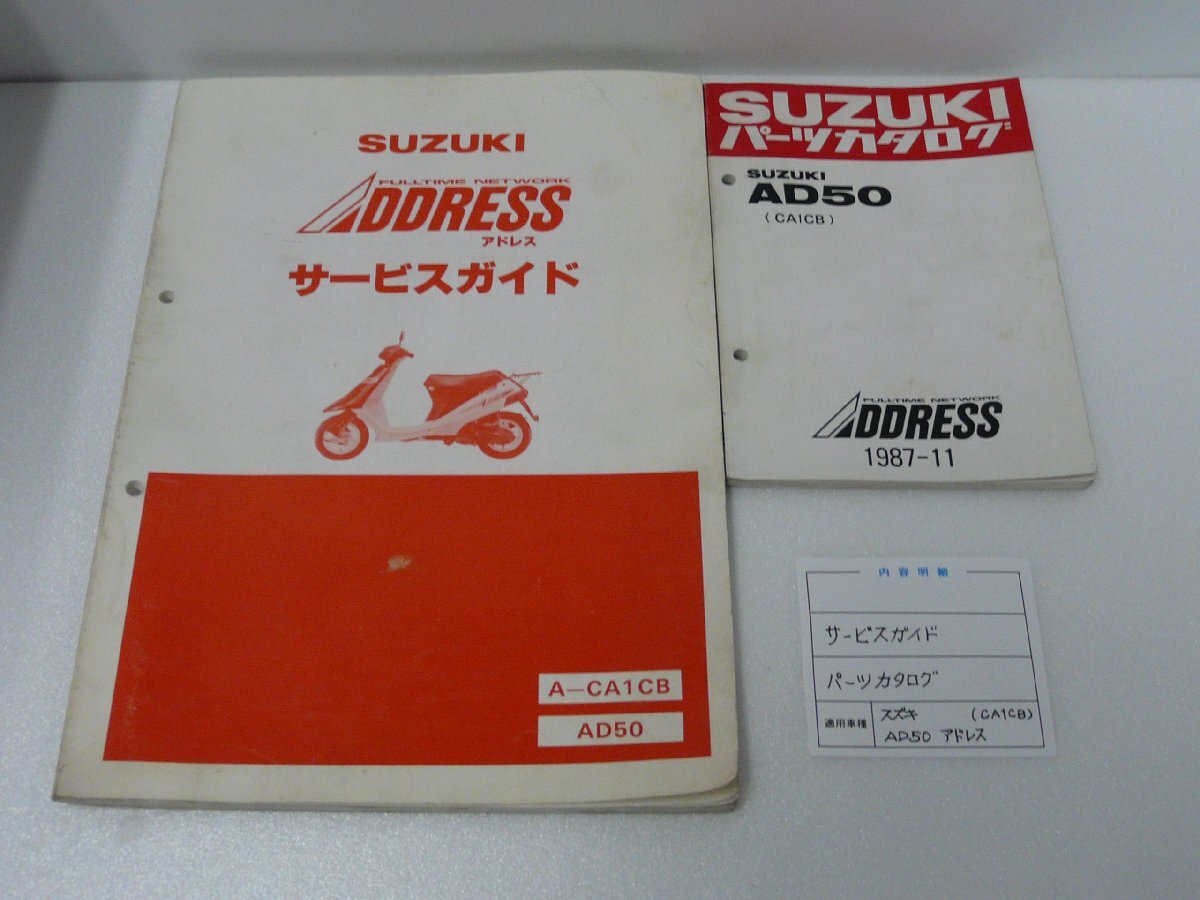 SUZUKI
FULLTIME NETWORK
ADDRESS
アドレス
サービスガイド
A-CA1CB
AD50
SUZUKI
パーツカタログ
SUZUKI
AD50
(CA1CB)
FULLTIME NETWORK
ADDRESS
1987-11
内容明細
サービスガイド
パーツカタログ
適用車種
スズキ (CA1CB)
AD50 アドレス